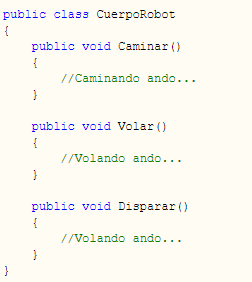 public class CuerpoRobot
{
public void Caminar()
{
//Caminando ando...
}
public void Volar()
{
//Volando ando...
}
public void Disparar()
{
//Volando ando...
}
}